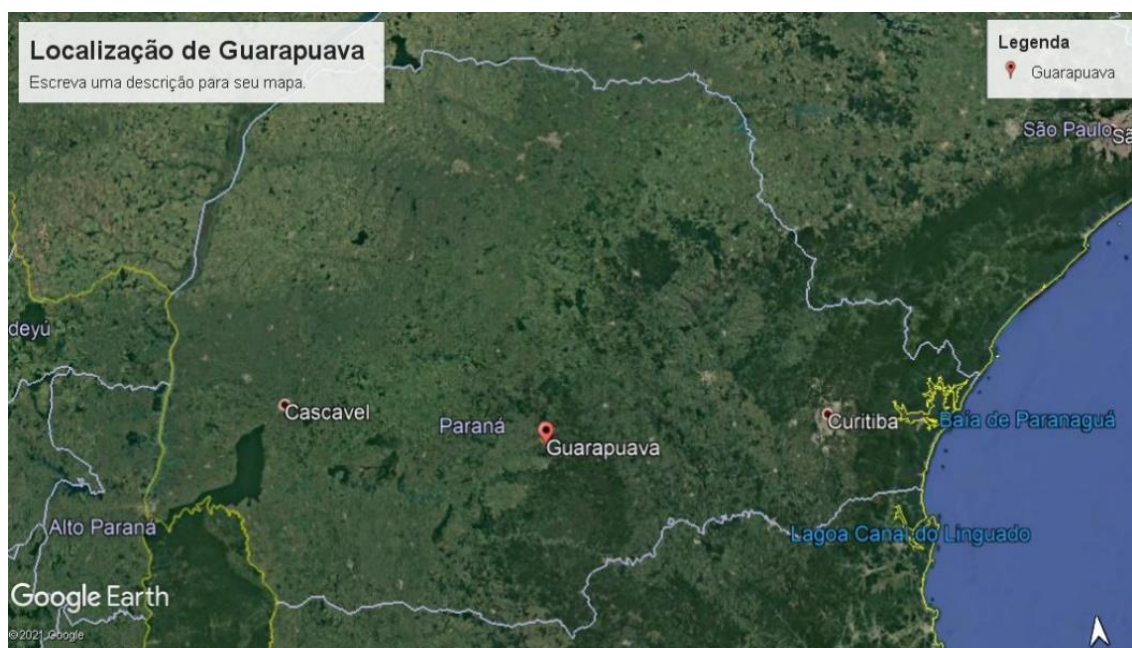 Localização de Guarapuava
Escreva uma descrição para seu mapa.
Legenda
Guarapuava
São Paulo
deyú
Cascavel
Paraná
Guarapuava
Curitiba
Baía de Paranaguá
Alto Paraná
Lagoa Canal do Linguado
Google Earth
©2021 Google